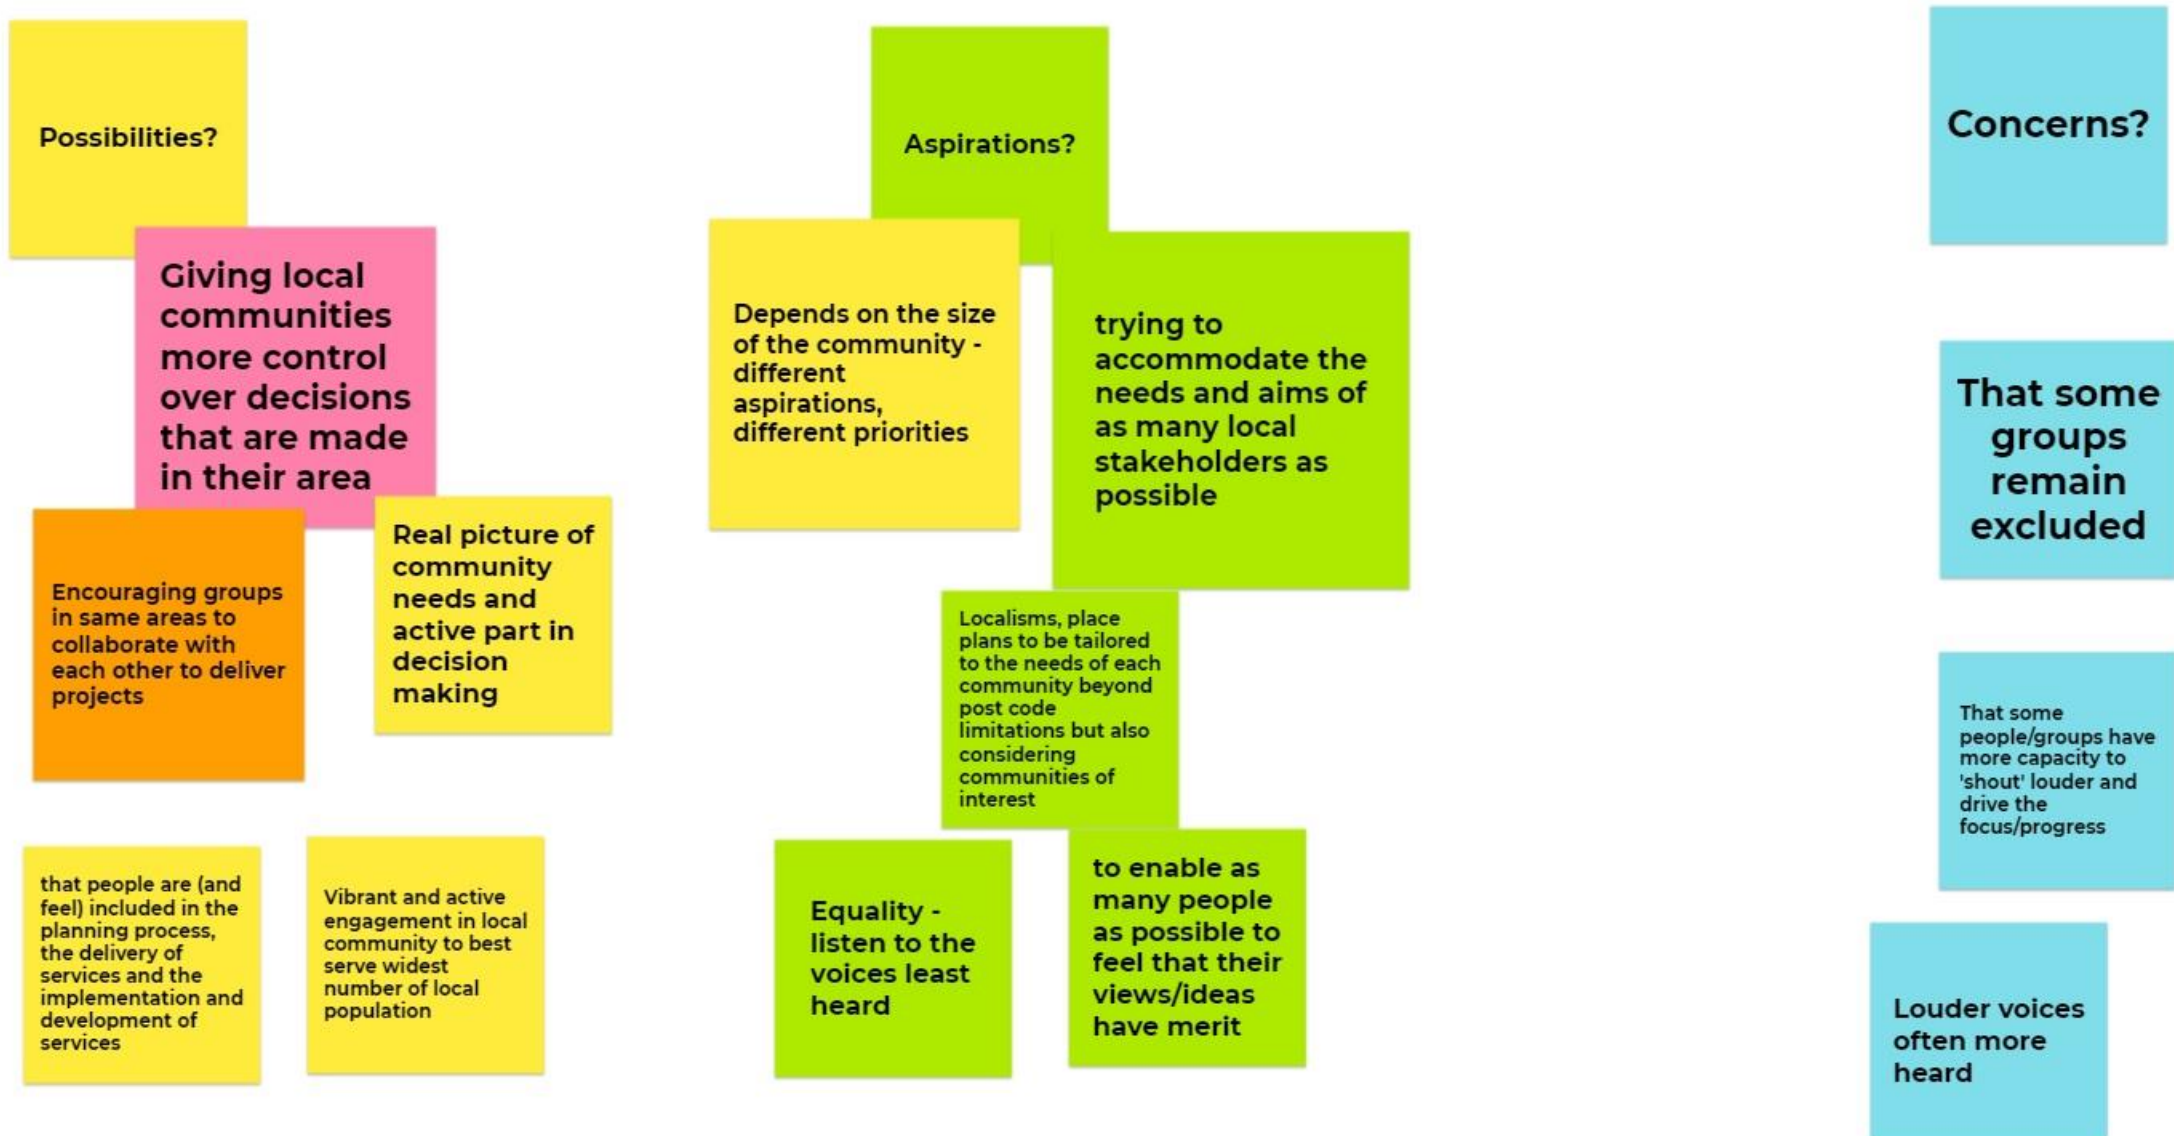 Possibilities?
Giving local
communities
more control
over decisions
that are made
in their area
Encouraging groups
in same areas to
collaborate with
each other to deliver
projects
Real picture of
community
needs and
active part in
decision
making
that people are (and
feel) included in the
planning process,
the delivery of
services and the
implementation and
development of
services
Vibrant and active
engagement in local
community to best
serve widest
number of local
population
Aspirations?
Depends on the size
of the community -
different
aspirations,
different priorities
trying to
accommodate the
needs and aims of
as many local
stakeholders as
possible
Localisms, place
plans to be tailored
to the needs of each
community beyond
post code
limitations but also
considering
communities of
interest
Equality -
listen to the
voices least
heard
to enable as
many people
as possible to
feel that their
views/ideas
have merit
Concerns?
That some
groups
remain
excluded
That some
people/groups have
more capacity to
'shout' louder and
drive the
focus/progress
Louder voices
often more
heard